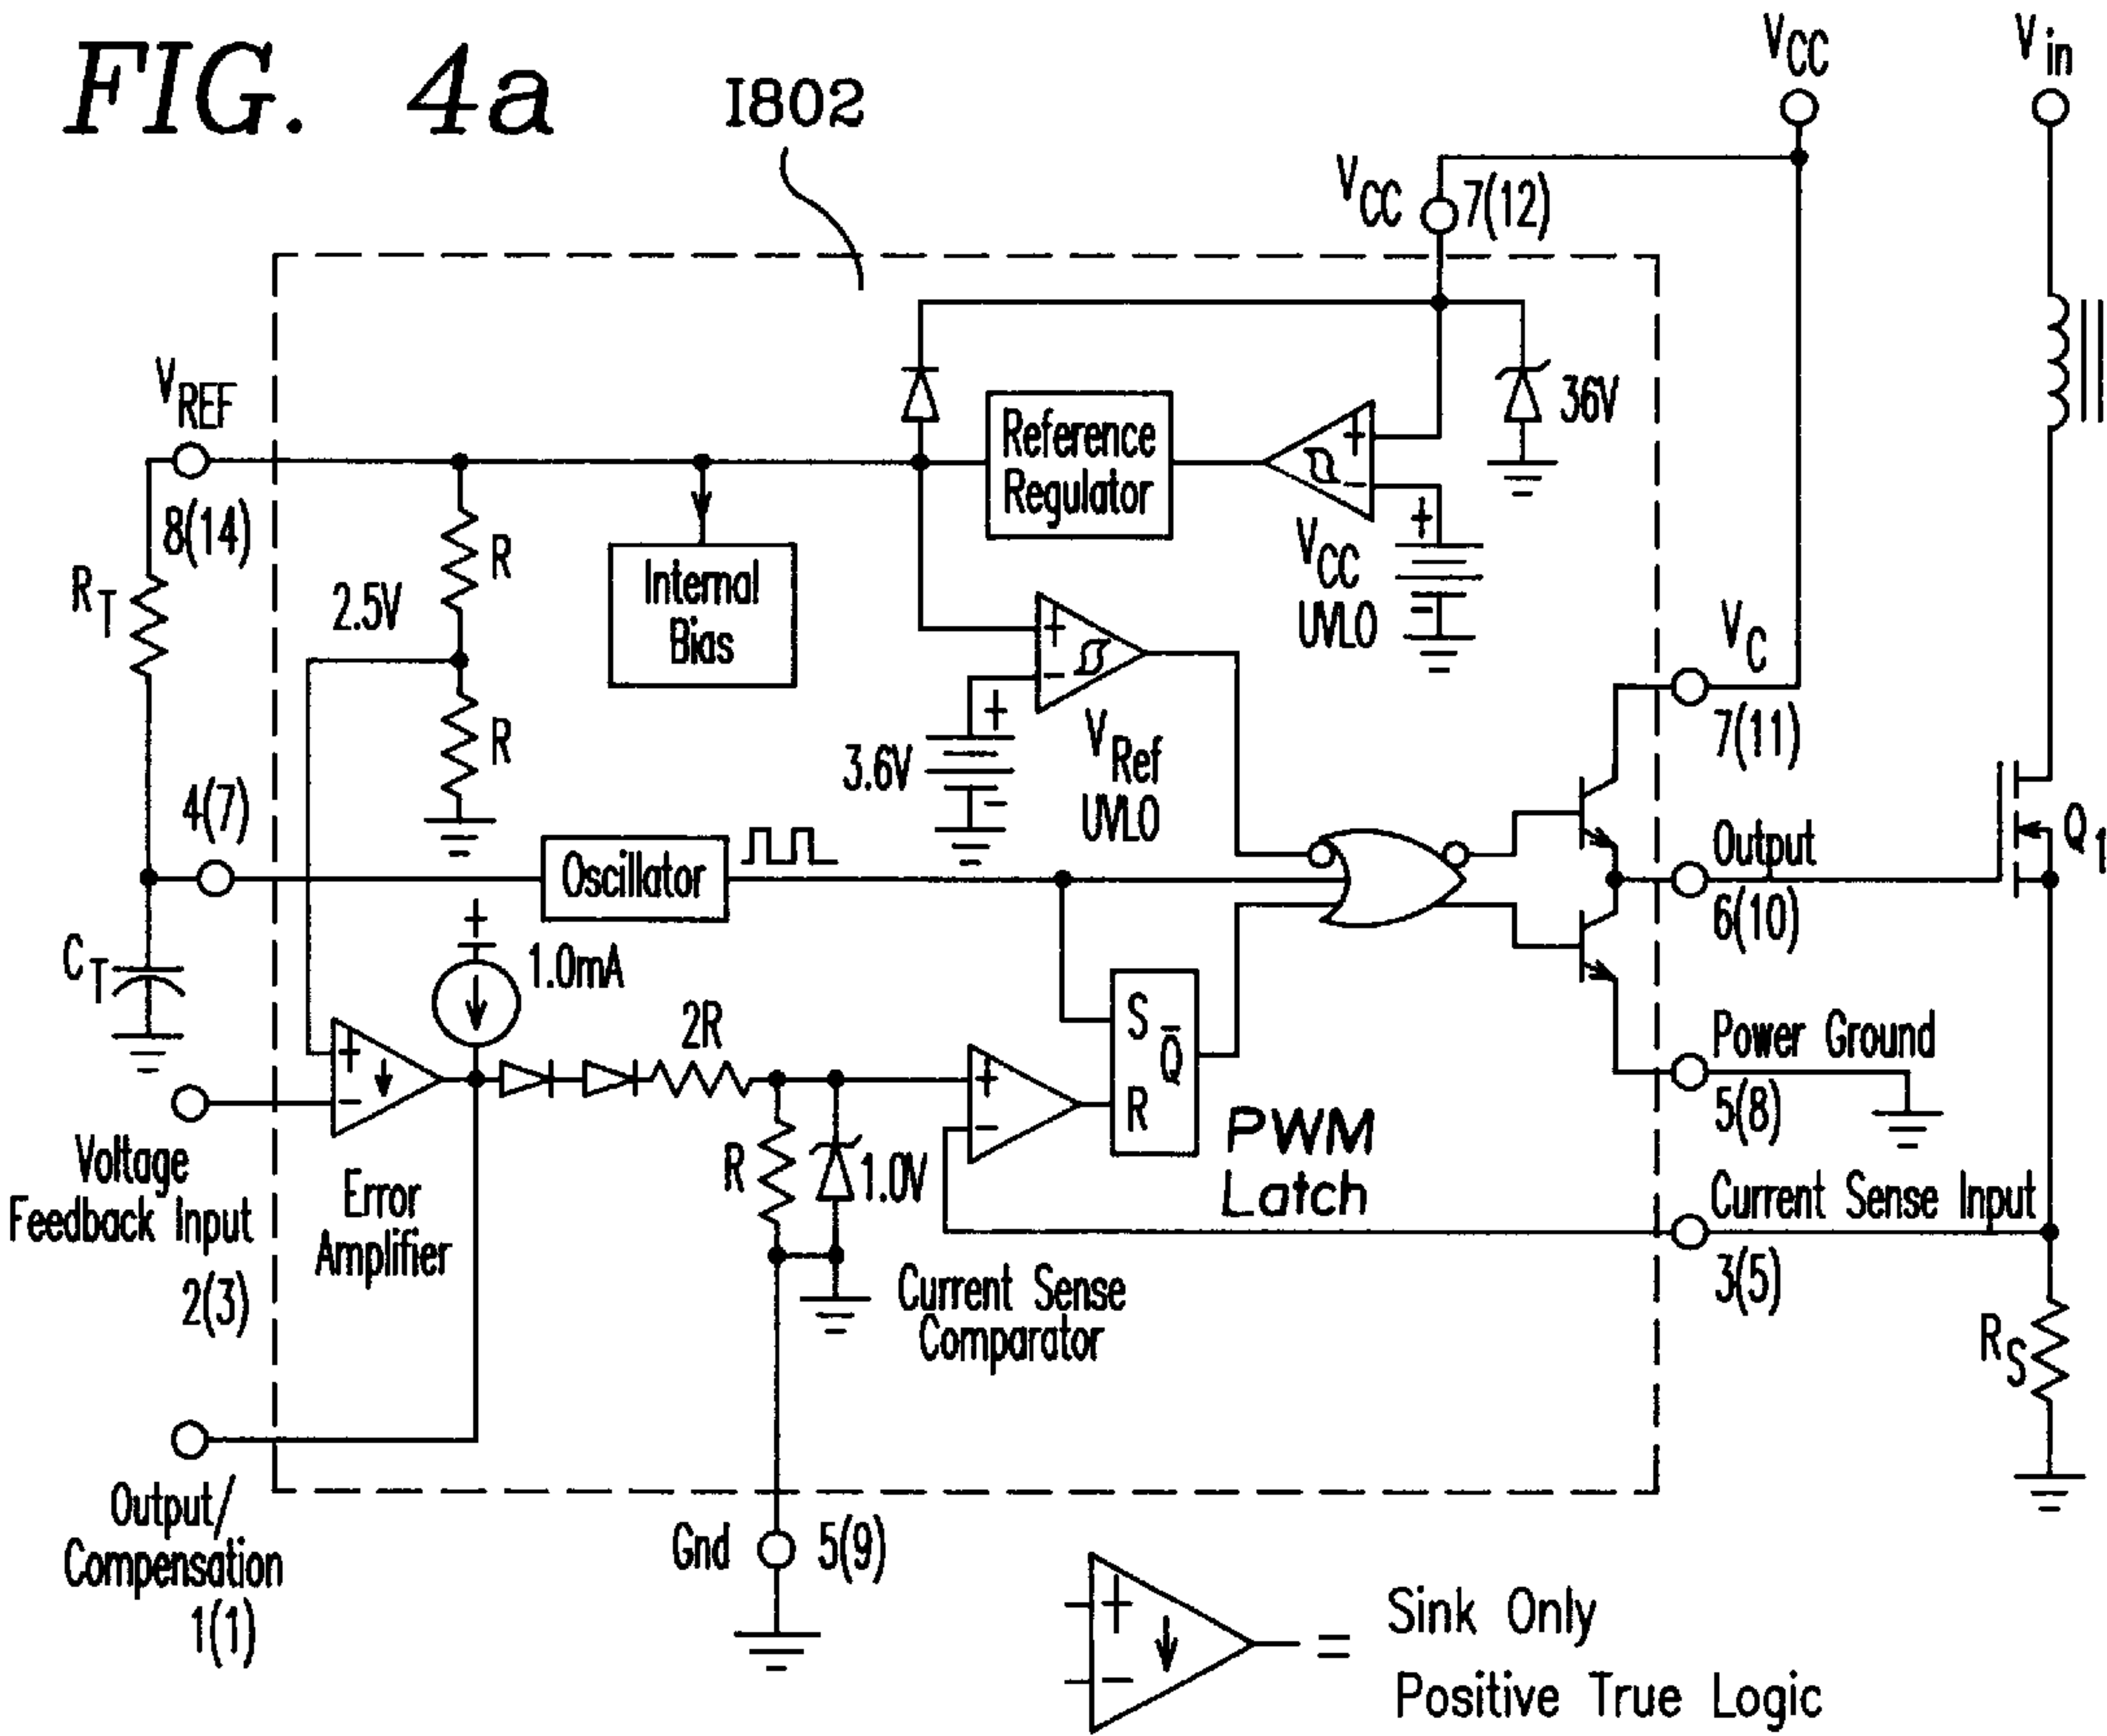 FIG. 4a
I802
VCC
Vin
VCC
7(12)
VREF
8(14)
Reference
Regulator
+
−
36V
VCC
UVLO
+
−
RT
2.5V
R
R
Internal
Bias
+
−
3.6V
+
−
VRef
UVLO
VC
7(11)
4(7)
Oscillator
Output
6(10)
Q1
CT
+
1.0mA
2R
S
Q̅
R
Power Ground
5(8)
+
−
Voltage
Feedback Input
2(3)
Error
Amplifier
R
1.0V
+
−
PWM
Latch
Current Sense
Comparator
Current Sense Input
3(5)
RS
Output/
Compensation
1(1)
Gnd
5(9)
+
−
=
Sink Only
Positive True Logic